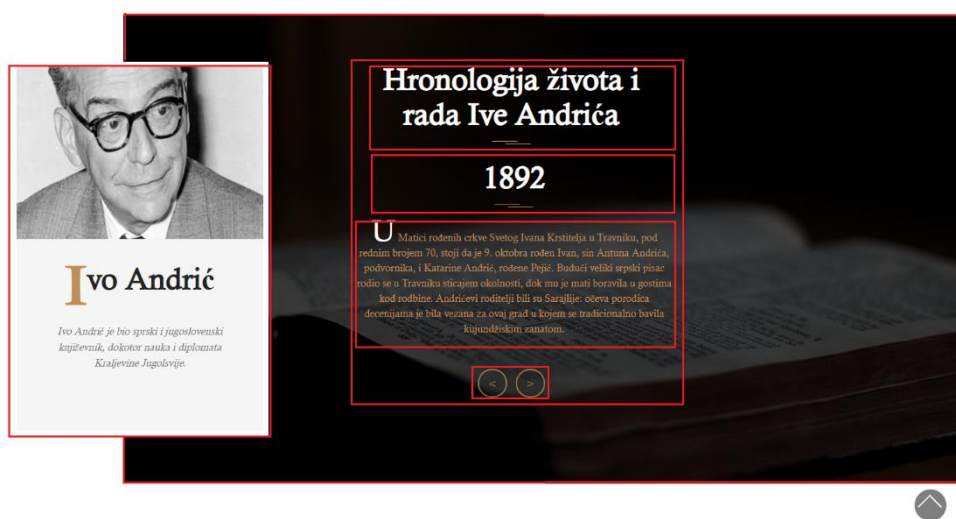 Ivo Andrić
Ivo Andrić je bio sprski i jugoslovenski
književnik, dokotor nauka i diplomata
Kraljevine Jugolsvije.
Hronologija života i
rada Ive Andrića
1892
U Matici rođenih crkve Svetog Ivana Krstitelja u Travniku, pod
rednim brojem 70, stoji da je 9. oktobra rođen Ivan, sin Antuna Andrića,
podvornika, i Katarine Andrić, rođene Pejić. Budući veliki srpski pisac
rodio se u Travniku sticajem okolnosti, dok mu je mati boravila u gostima
kod rodbine. Andrićevi roditelji bili su Sarajlije: očeva porodica
decenijama je bila vezana za ovaj grad u kojem se tradicionalno bavila
kujundžiskim zanatom.
< >